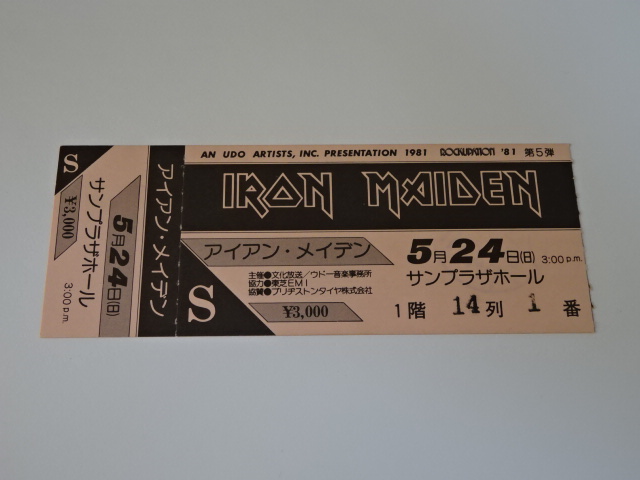 S
¥3,000
サンプラザホール
5月24日(日)
3:00p.m.
アイアン・メイデン
AN UDO ARTISTS, INC. PRESENTATION 1981 ROCKUPATION '81 第5弾
IRON MAIDEN
アイアン・メイデン
5月24日(日) 3:00p.m.
主催●文化放送/ウドー音楽事務所
協力●東芝EMI
協賛●ブリヂストンタイヤ株式会社
サンプラザホール
S
¥3,000
1階 14列 1番